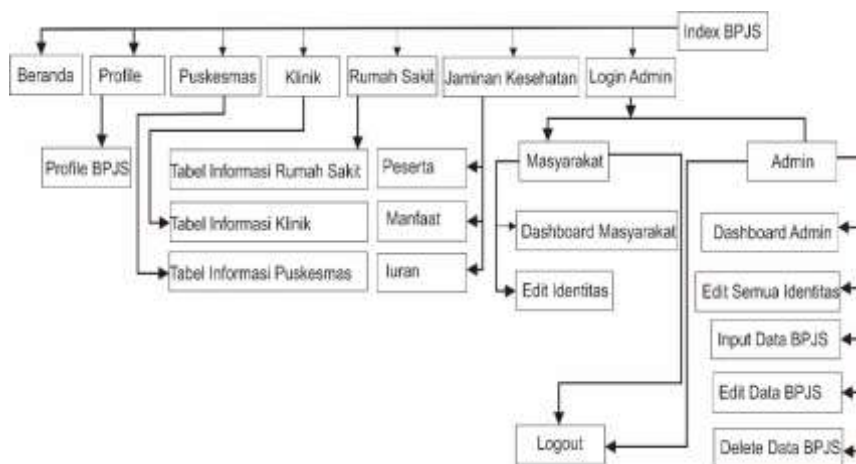 Index BPJS
Beranda
Profile
Puskesmas
Klinik
Rumah Sakit
Jaminan Kesehatan
Login Admin
Profile BPJS
Tabel Informasi Rumah Sakit
Peserta
Masyarakat
Admin
Tabel Informasi Klinik
Manfaat
Dashboard Masyarakat
Dashboard Admin
Tabel Informasi Puskesmas
Iuran
Edit Identitas
Edit Semua Identitas
Input Data BPJS
Edit Data BPJS
Logout
Delete Data BPJS